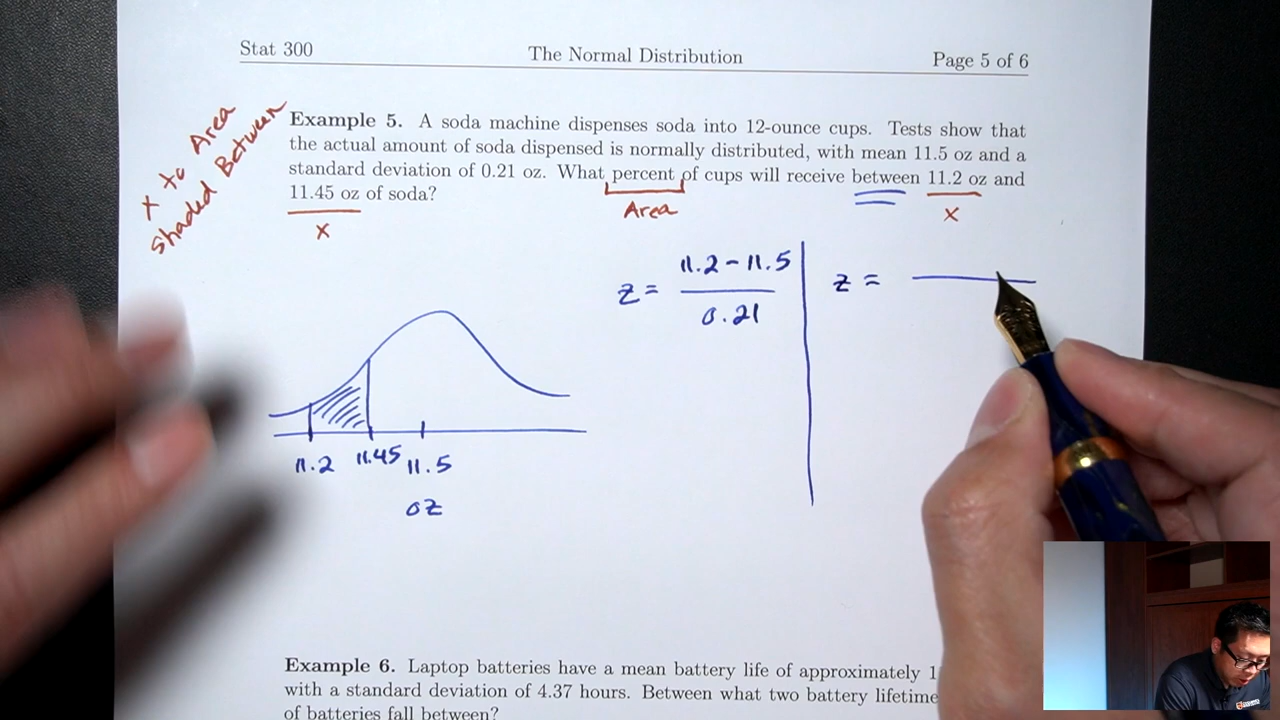 Stat 300 The Normal Distribution Page 5 of 6
x to Area
Shaded Between
Example 5. A soda machine dispenses soda into 12-ounce cups. Tests show that
the actual amount of soda dispensed is normally distributed, with mean 11.5 oz and a
standard deviation of 0.21 oz. What percent of cups will receive between 11.2 oz and
11.45 oz of soda?
Area
x
x
z = 11.2 - 11.5
0.21
z =
11.2 11.45 11.5
oz
Example 6. Laptop batteries have a mean battery life of approximately 1
with a standard deviation of 4.37 hours. Between what two battery lifetime
of batteries fall between?